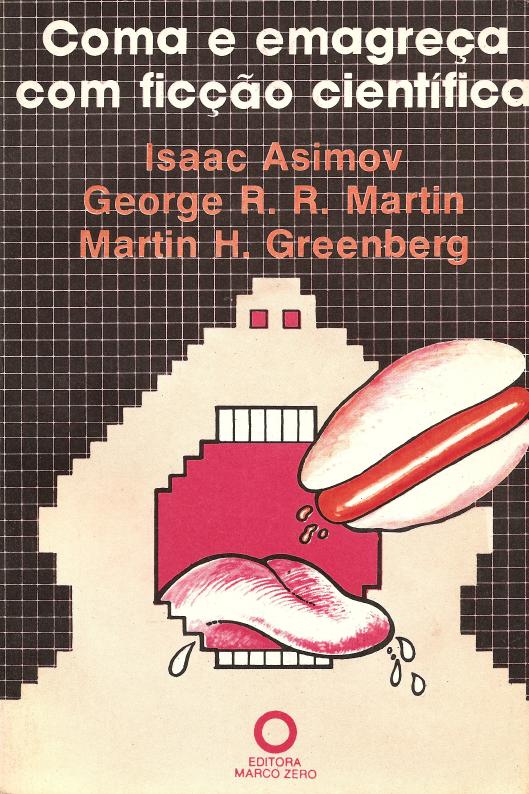 Coma e emagreça
com ficção científica
Isaac Asimov
George R. R. Martin
Martin H. Greenberg
EDITORA
MARCO ZERO